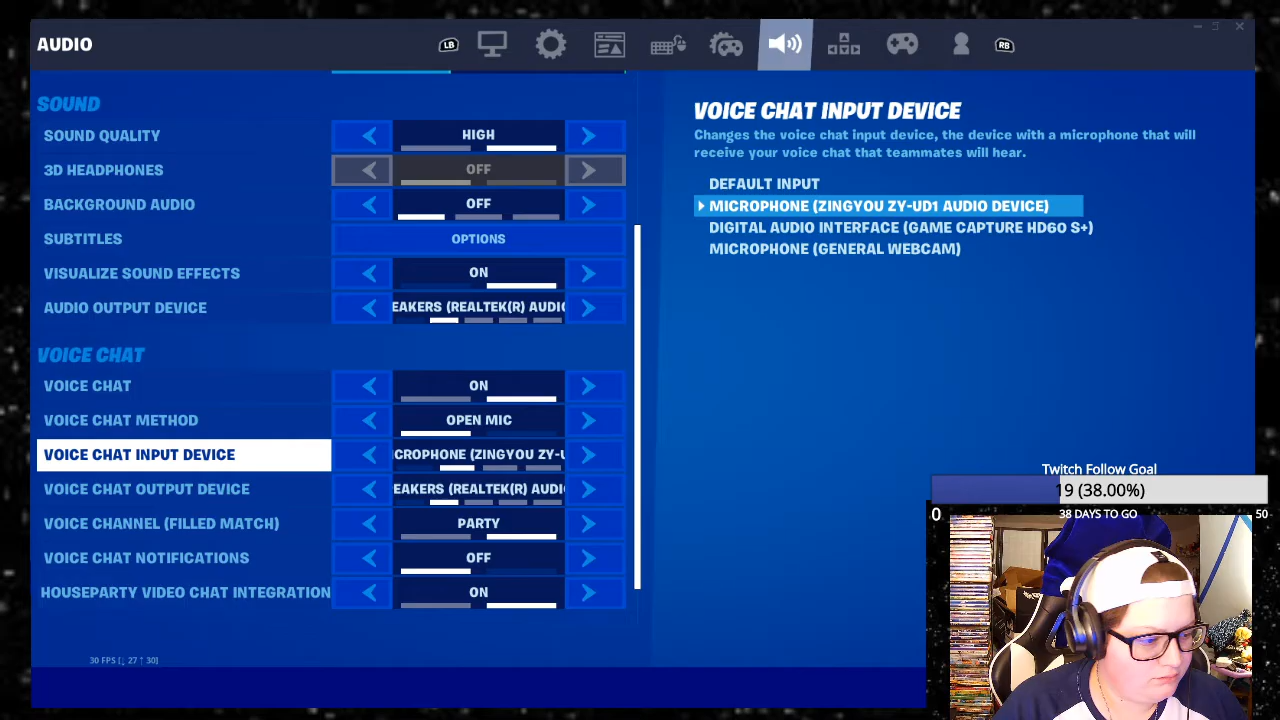 AUDIO
LB
RB
SOUND
SOUND QUALITY
HIGH
3D HEADPHONES
OFF
BACKGROUND AUDIO
OFF
SUBTITLES
OPTIONS
VISUALIZE SOUND EFFECTS
ON
AUDIO OUTPUT DEVICE
EAKERS (REALTEK(R) AUDIO
VOICE CHAT
VOICE CHAT
ON
VOICE CHAT METHOD
OPEN MIC
VOICE CHAT INPUT DEVICE
CROPHONE (ZINGYOU ZY-U
VOICE CHAT OUTPUT DEVICE
EAKERS (REALTEK(R) AUDIO
VOICE CHANNEL (FILLED MATCH)
PARTY
VOICE CHAT NOTIFICATIONS
OFF
HOUSEPARTY VIDEO CHAT INTEGRATION
ON
30 FPS [↓ 27 ↑ 30]
VOICE CHAT INPUT DEVICE
Changes the voice chat input device, the device with a microphone that will
receive your voice chat that teammates will hear.
DEFAULT INPUT
MICROPHONE (ZINGYOU ZY-UD1 AUDIO DEVICE)
DIGITAL AUDIO INTERFACE (GAME CAPTURE HD60 S+)
MICROPHONE (GENERAL WEBCAM)
Twitch Follow Goal
19 (38.00%)
0
38 DAYS TO GO
50